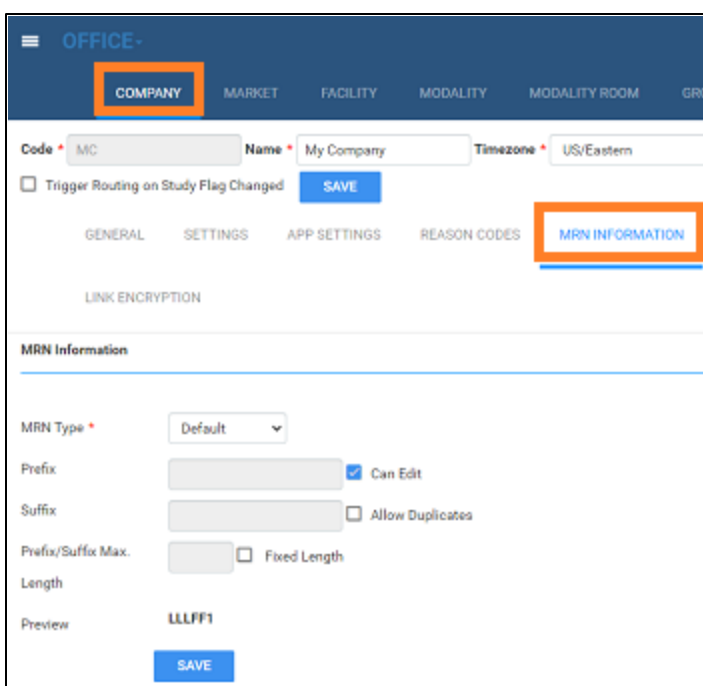 OFFICE
COMPANY MARKET FACILITY MODALITY MODALITY ROOM
Code * MC Name * My Company Timezone * US/Eastern
Trigger Routing on Study Flag Changed SAVE
GENERAL SETTINGS APP SETTINGS REASON CODES MRN INFORMATION
LINK ENCRYPTION
MRN Information
MRN Type * Default
Prefix Can Edit
Suffix Allow Duplicates
Prefix/Suffix Max. Fixed Length
Length
Preview LLLFF1
SAVE